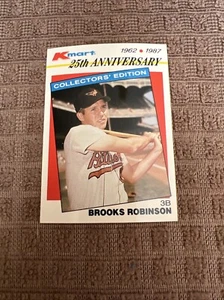 Kmart
1962 ★ 1987
25th ANNIVERSARY
COLLECTORS' EDITION
Orioles
3B
BROOKS ROBINSON